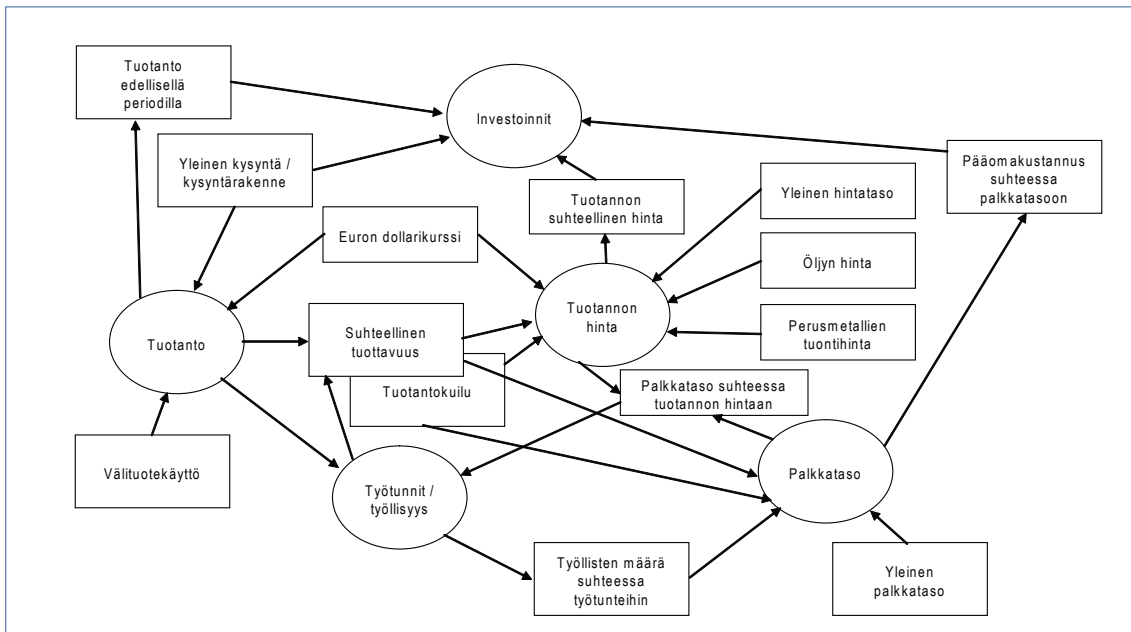 Tuotanto
edellisellä
periodilla
Investoinnit
Yleinen kysyntä /
kysyntärakenne
Pääomakustannus
suhteessa
palkkatasoon
Tuotannon
suhteellinen hinta
Yleinen hintataso
Euron dollarikurssi
Öljyn hinta
Tuotannon
hinta
Tuotanto
Suhteellinen
tuottavuus
Perusmetallien
tuontihinta
Tuotantokuilu
Palkkataso suhteessa
tuotannon hintaan
Välituotekäyttö
Työtunnit /
työllisyys
Palkkataso
Työllisten määrä
suhteessa
työtunteihin
Yleinen
palkkataso